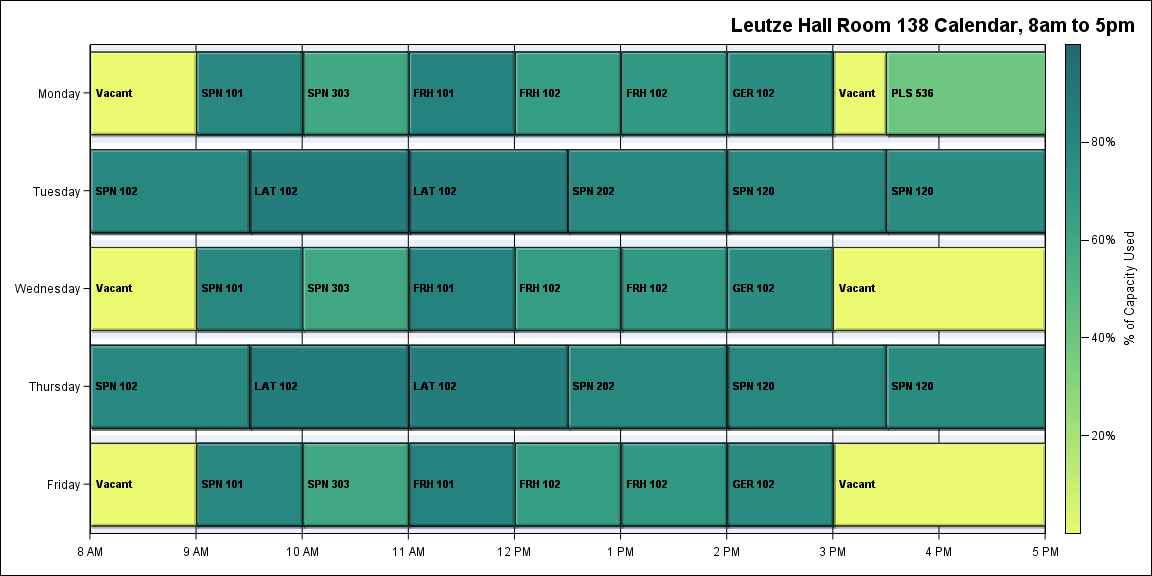 Leutze Hall Room 138 Calendar, 8am to 5pm
Monday
Vacant
SPN 101
SPN 303
FRH 101
FRH 102
FRH 102
GER 102
Vacant
PLS 536
Tuesday
SPN 102
LAT 102
LAT 102
SPN 202
SPN 120
SPN 120
Wednesday
Vacant
SPN 101
SPN 303
FRH 101
FRH 102
FRH 102
GER 102
Vacant
Thursday
SPN 102
LAT 102
LAT 102
SPN 202
SPN 120
SPN 120
Friday
Vacant
SPN 101
SPN 303
FRH 101
FRH 102
FRH 102
GER 102
Vacant
8 AM
9 AM
10 AM
11 AM
12 PM
1 PM
2 PM
3 PM
4 PM
5 PM
80%
60%
40%
20%
% of Capacity Used